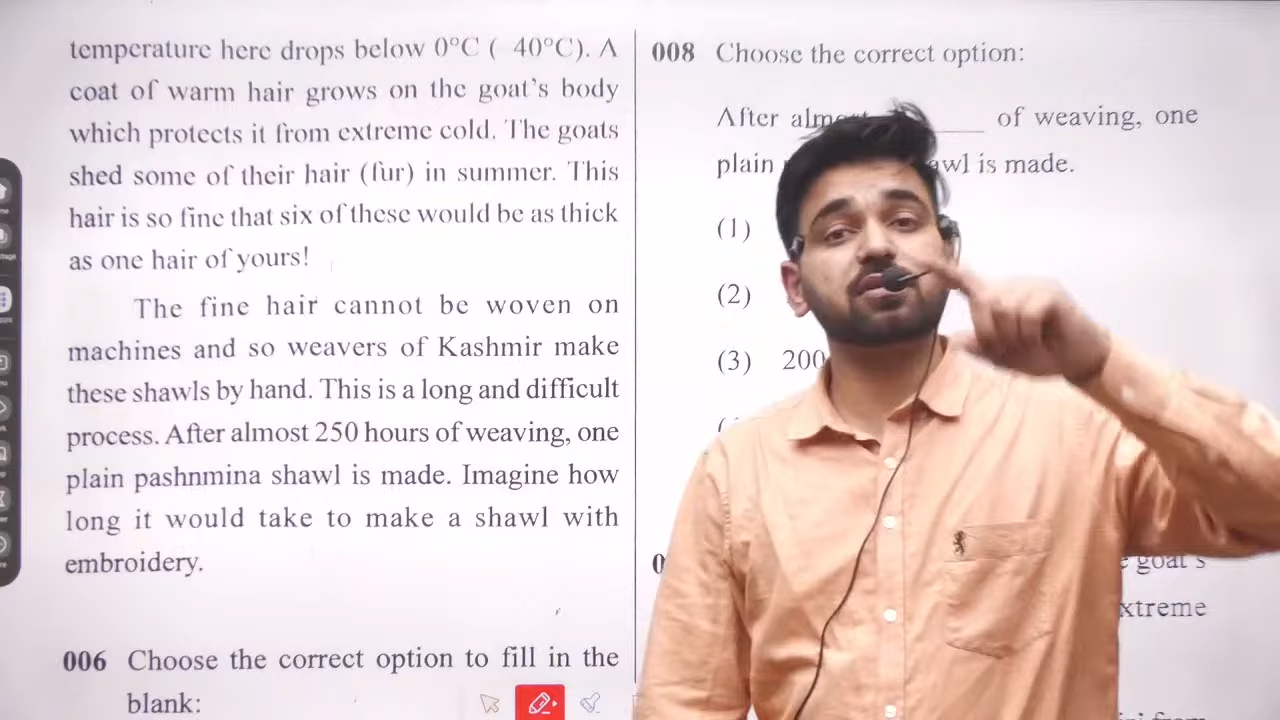 temperature here drops below 0°C ( 40°C). A
coat of warm hair grows on the goat's body
which protects it from extreme cold. The goats
shed some of their hair (fur) in summer. This
hair is so fine that six of these would be as thick
as one hair of yours!
The fine hair cannot be woven on
machines and so weavers of Kashmir make
these shawls by hand. This is a long and difficult
process. After almost 250 hours of weaving, one
plain pashnmina shawl is made. Imagine how
long it would take to make a shawl with
embroidery.
006 Choose the correct option to fill in the
blank:
008 Choose the correct option:
After almost ______ of weaving, one
plain is made.
(1)
(2)
(3) 200
goat's